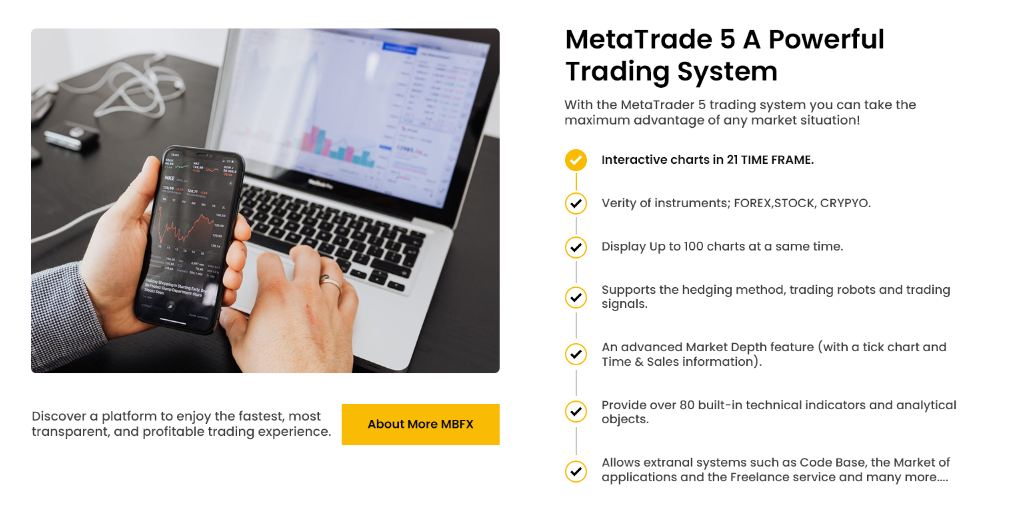 MetaTrade 5 A Powerful
Trading System
With the MetaTrader 5 trading system you can take the
maximum advantage of any market situation!
Interactive charts in 21 TIME FRAME.
Verity of instruments; FOREX,STOCK, CRYPYO.
Display Up to 100 charts at a same time.
Supports the hedging method, trading robots and trading
signals.
An advanced Market Depth feature (with a tick chart and
Time & Sales information).
Provide over 80 built-in technical indicators and analytical
objects.
Allows extranal systems such as Code Base, the Market of
applications and the Freelance service and many more....
Discover a platform to enjoy the fastest, most
transparent, and profitable trading experience.
About More MBFX